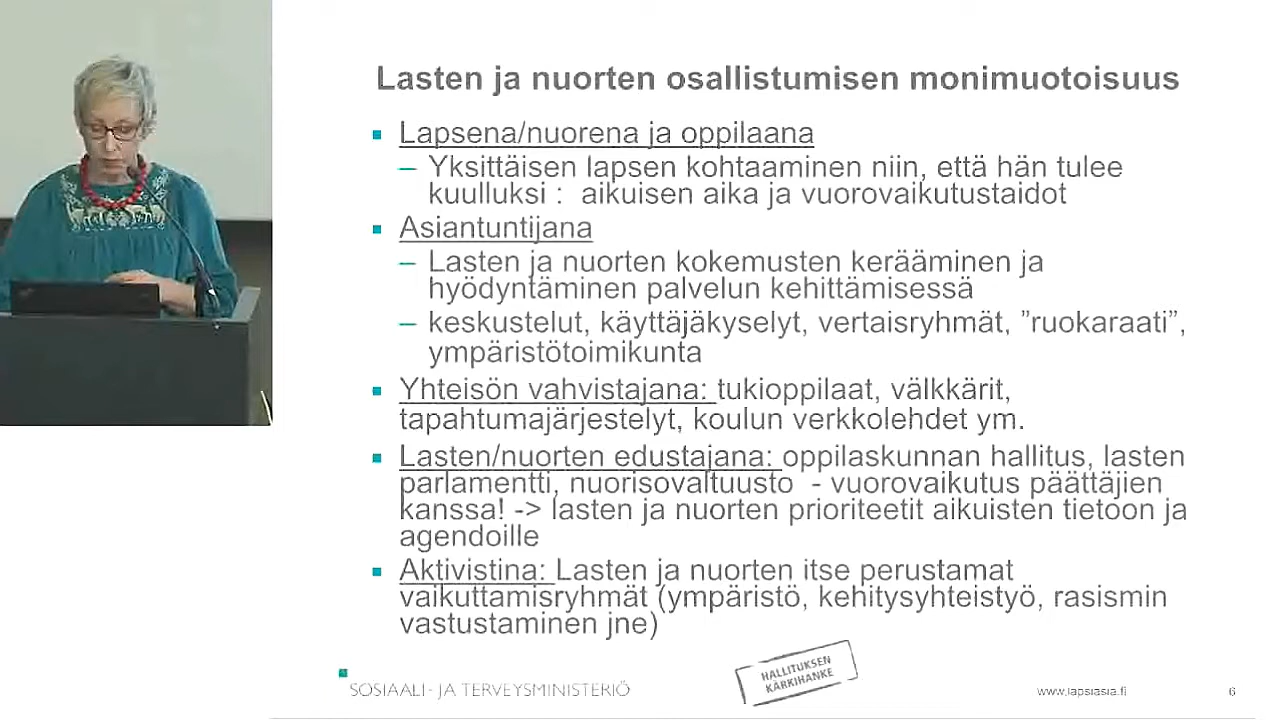 Lasten ja nuorten osallistumisen monimuotoisuus
Lapsena/nuorena ja oppilaana
– Yksittäisen lapsen kohtaaminen niin, että hän tulee
kuulluksi : aikuisen aika ja vuorovaikutustaidot
Asiantuntijana
– Lasten ja nuorten kokemusten kerääminen ja
hyödyntäminen palvelun kehittämisessä
– keskustelut, käyttäjäkyselyt, vertaisryhmät, ”ruokaraati”,
ympäristötoimikunta
Yhteisön vahvistajana: tukioppilaat, välkkärit,
tapahtumajärjestelyt, koulun verkkolehdet ym.
Lasten/nuorten edustajana: oppilaskunnan hallitus, lasten
parlamentti, nuorisovaltuusto - vuorovaikutus päättäjien
kanssa! -> lasten ja nuorten prioriteetit aikuisten tietoon ja
agendoille
Aktivistina: Lasten ja nuorten itse perustamat
vaikuttamisryhmät (ympäristö, kehitysyhteistyö, rasismin
vastustaminen jne)
HALLITUKSEN
KÄRKIHANKE
SOSIAALI- JA TERVEYSMINISTERIÖ
www.lapsiasia.fi
6